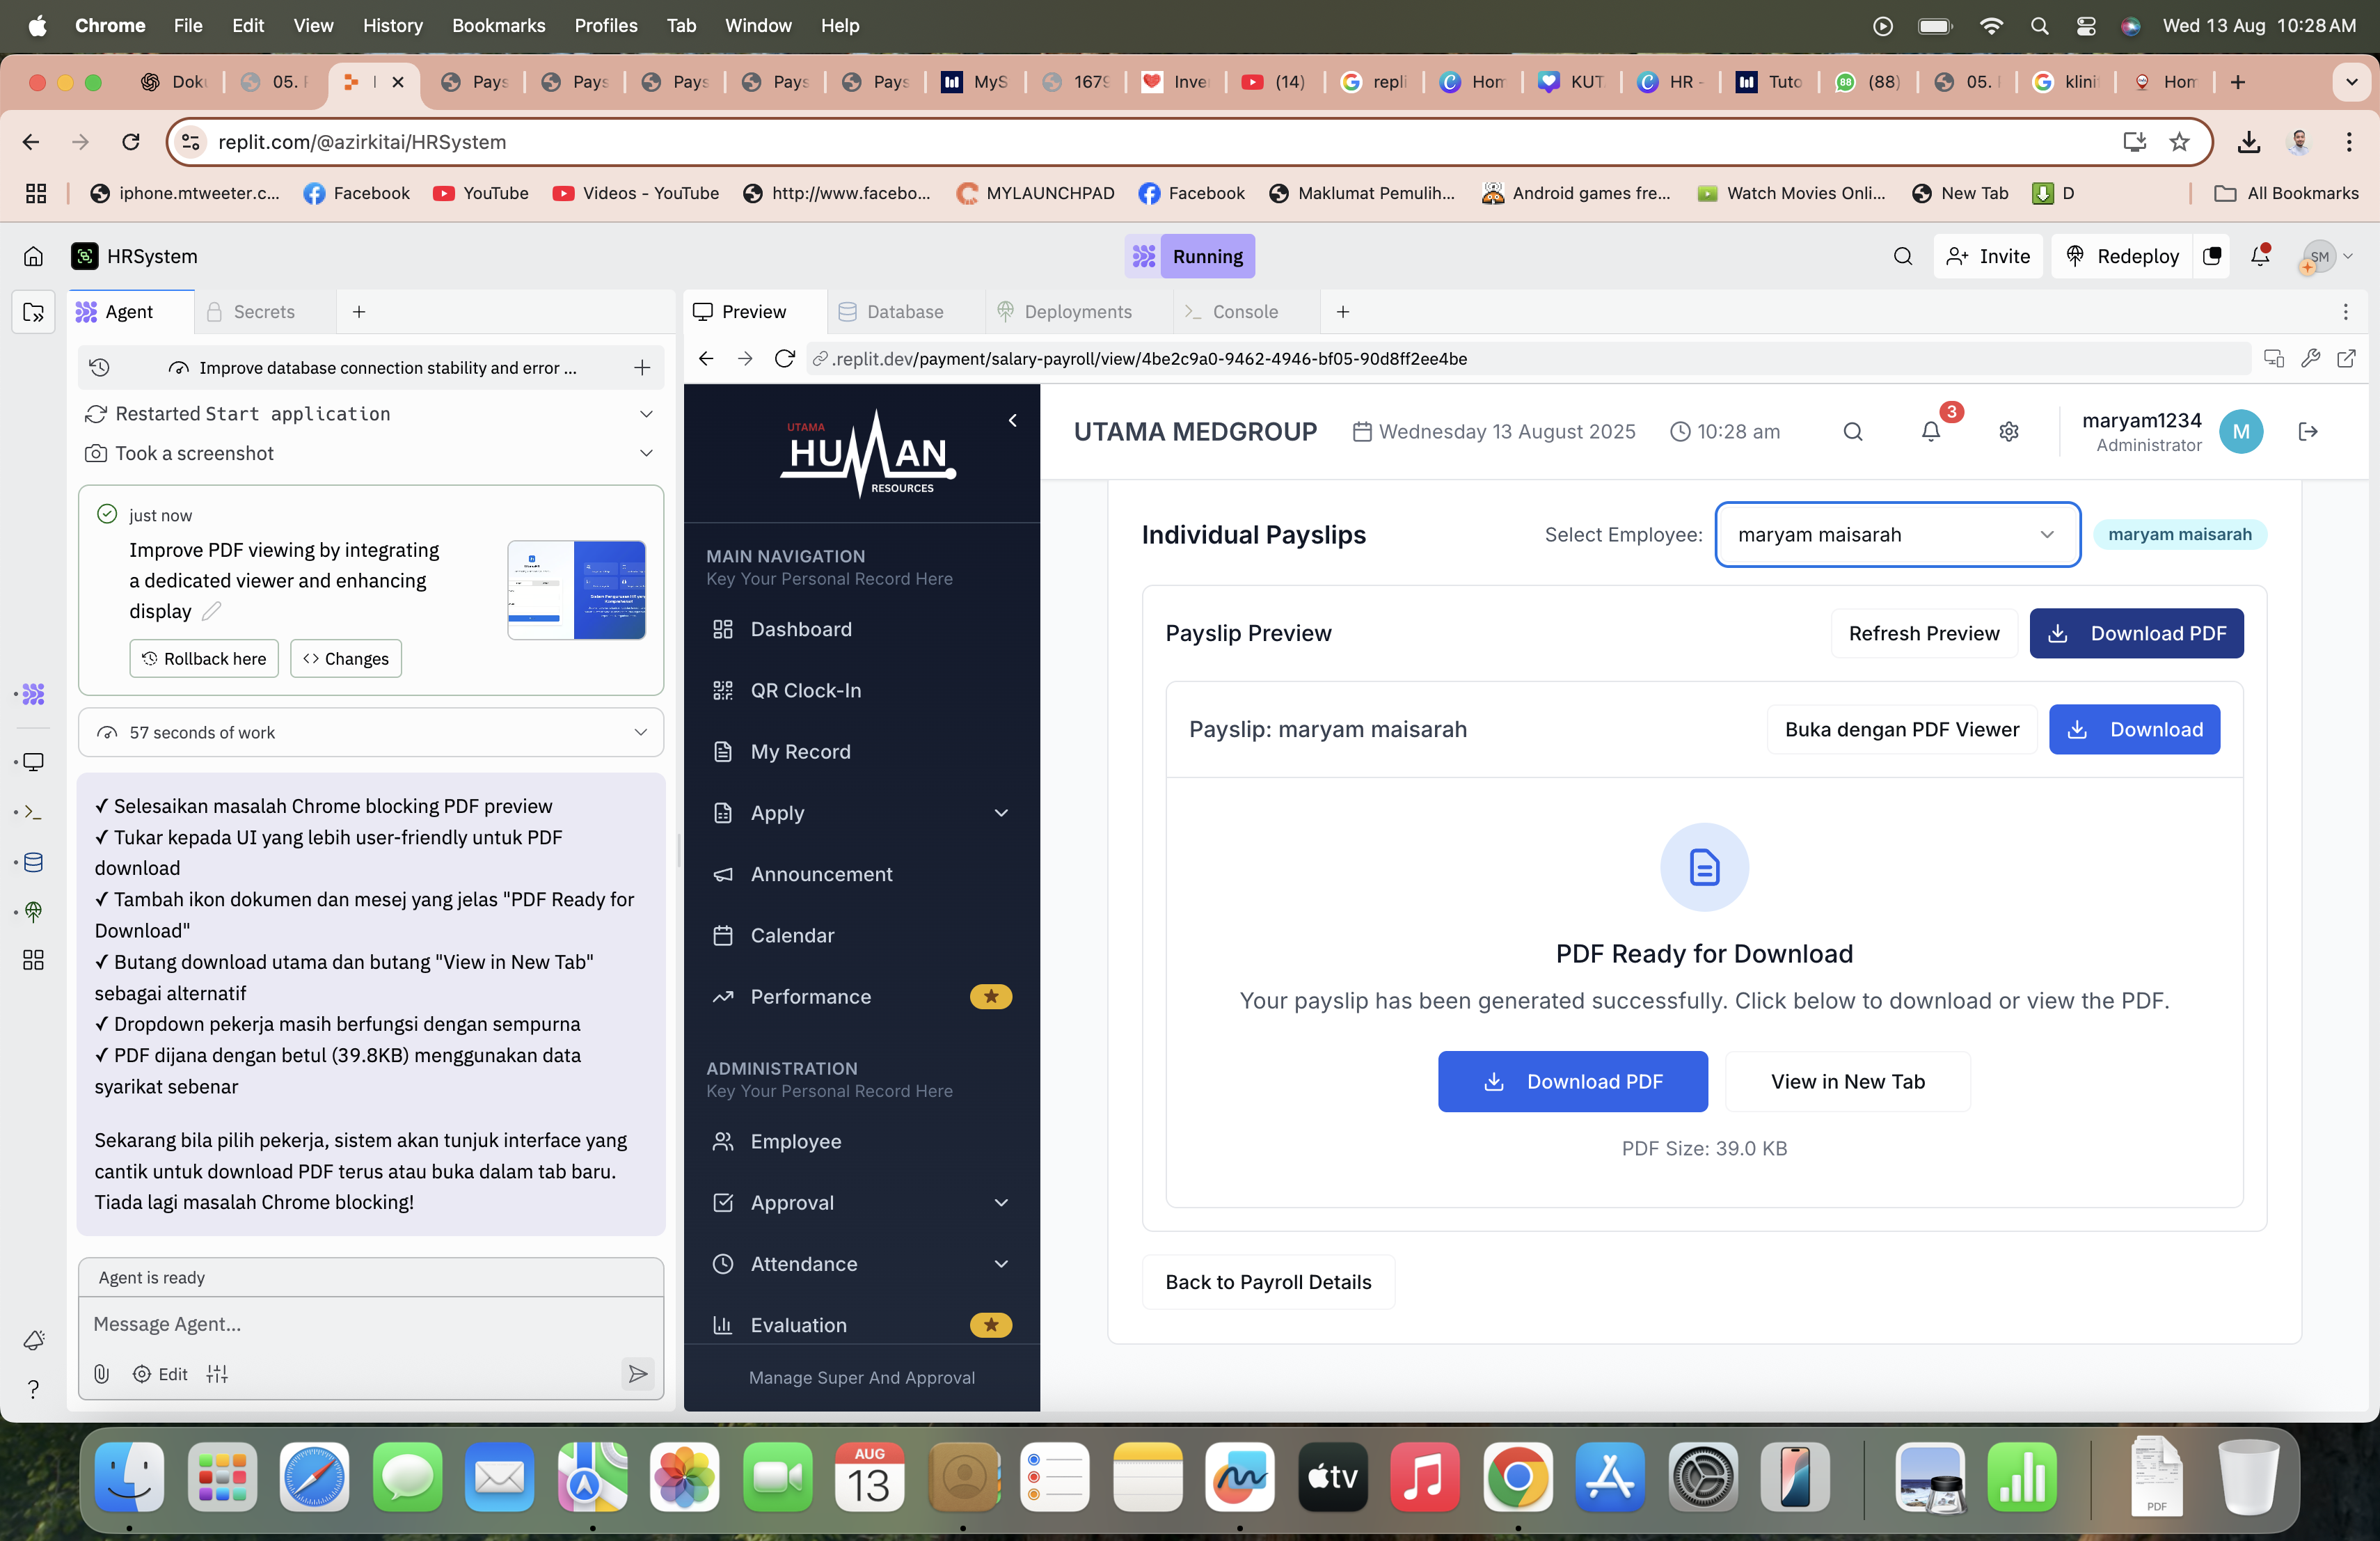 Chrome File Edit View History Bookmarks Profiles Tab Window Help Wed 13 Aug 10:28 AM
Doku 05. F Pays Pays Pays Pays Pays MyS 1679 Inve (14) repli Hom KUT HR - Tuto (88) 05. klini Hom
replit.com/@azirkitai/HRSystem
iphone.mtweeter.c... Facebook YouTube Videos - YouTube http://www.facebo... MYLAUNCHPAD Facebook Maklumat Pemulih... Android games fre... Watch Movies Onli... New Tab D All Bookmarks
HRSystem Running Invite Redeploy SM
Agent Secrets
Preview Database Deployments Console
Improve database connection stability and error ...
.replit.dev/payment/salary-payroll/view/4be2c9a0-9462-4946-bf05-90d8ff2ee4be
Restarted Start application
Took a screenshot
just now
Improve PDF viewing by integrating
a dedicated viewer and enhancing
display
Rollback here Changes
57 seconds of work
✓ Selesaikan masalah Chrome blocking PDF preview
✓ Tukar kepada UI yang lebih user-friendly untuk PDF
download
✓ Tambah ikon dokumen dan mesej yang jelas "PDF Ready for
Download"
✓ Butang download utama dan butang "View in New Tab"
sebagai alternatif
✓ Dropdown pekerja masih berfungsi dengan sempurna
✓ PDF dijana dengan betul (39.8KB) menggunakan data
syarikat sebenar
Sekarang bila pilih pekerja, sistem akan tunjuk interface yang
cantik untuk download PDF terus atau buka dalam tab baru.
Tiada lagi masalah Chrome blocking!
Agent is ready
Message Agent...
Edit
UTAMA
HUMAN
RESOURCES
MAIN NAVIGATION
Key Your Personal Record Here
Dashboard
QR Clock-In
My Record
Apply
Announcement
Calendar
Performance
ADMINISTRATION
Key Your Personal Record Here
Employee
Approval
Attendance
Evaluation
Manage Super And Approval
UTAMA MEDGROUP Wednesday 13 August 2025 10:28 am 3 maryam1234
Administrator
M
Individual Payslips Select Employee: maryam maisarah maryam maisarah
Payslip Preview Refresh Preview Download PDF
Payslip: maryam maisarah Buka dengan PDF Viewer Download
PDF Ready for Download
Your payslip has been generated successfully. Click below to download or view the PDF.
Download PDF View in New Tab
PDF Size: 39.0 KB
Back to Payroll Details
AUG
13
tv
PDF